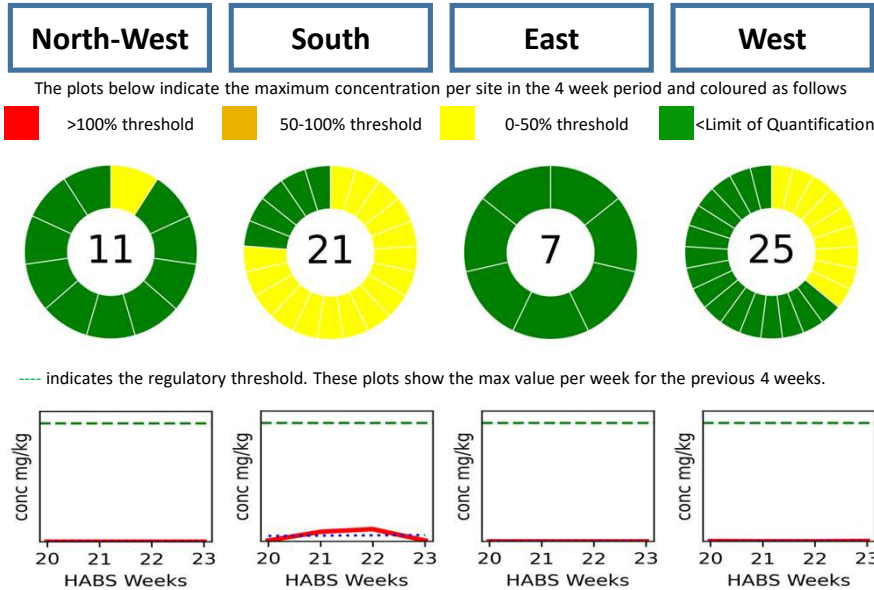 North-West South East West
The plots below indicate the maximum concentration per site in the 4 week period and coloured as follows
>100% threshold 50-100% threshold 0-50% threshold <Limit of Quantification
11 21 7 25
---- indicates the regulatory threshold. These plots show the max value per week for the previous 4 weeks.
conc mg/kg conc mg/kg conc mg/kg conc mg/kg
20 21 22 23 20 21 22 23 20 21 22 23 20 21 22 23
HABS Weeks HABS Weeks HABS Weeks HABS Weeks